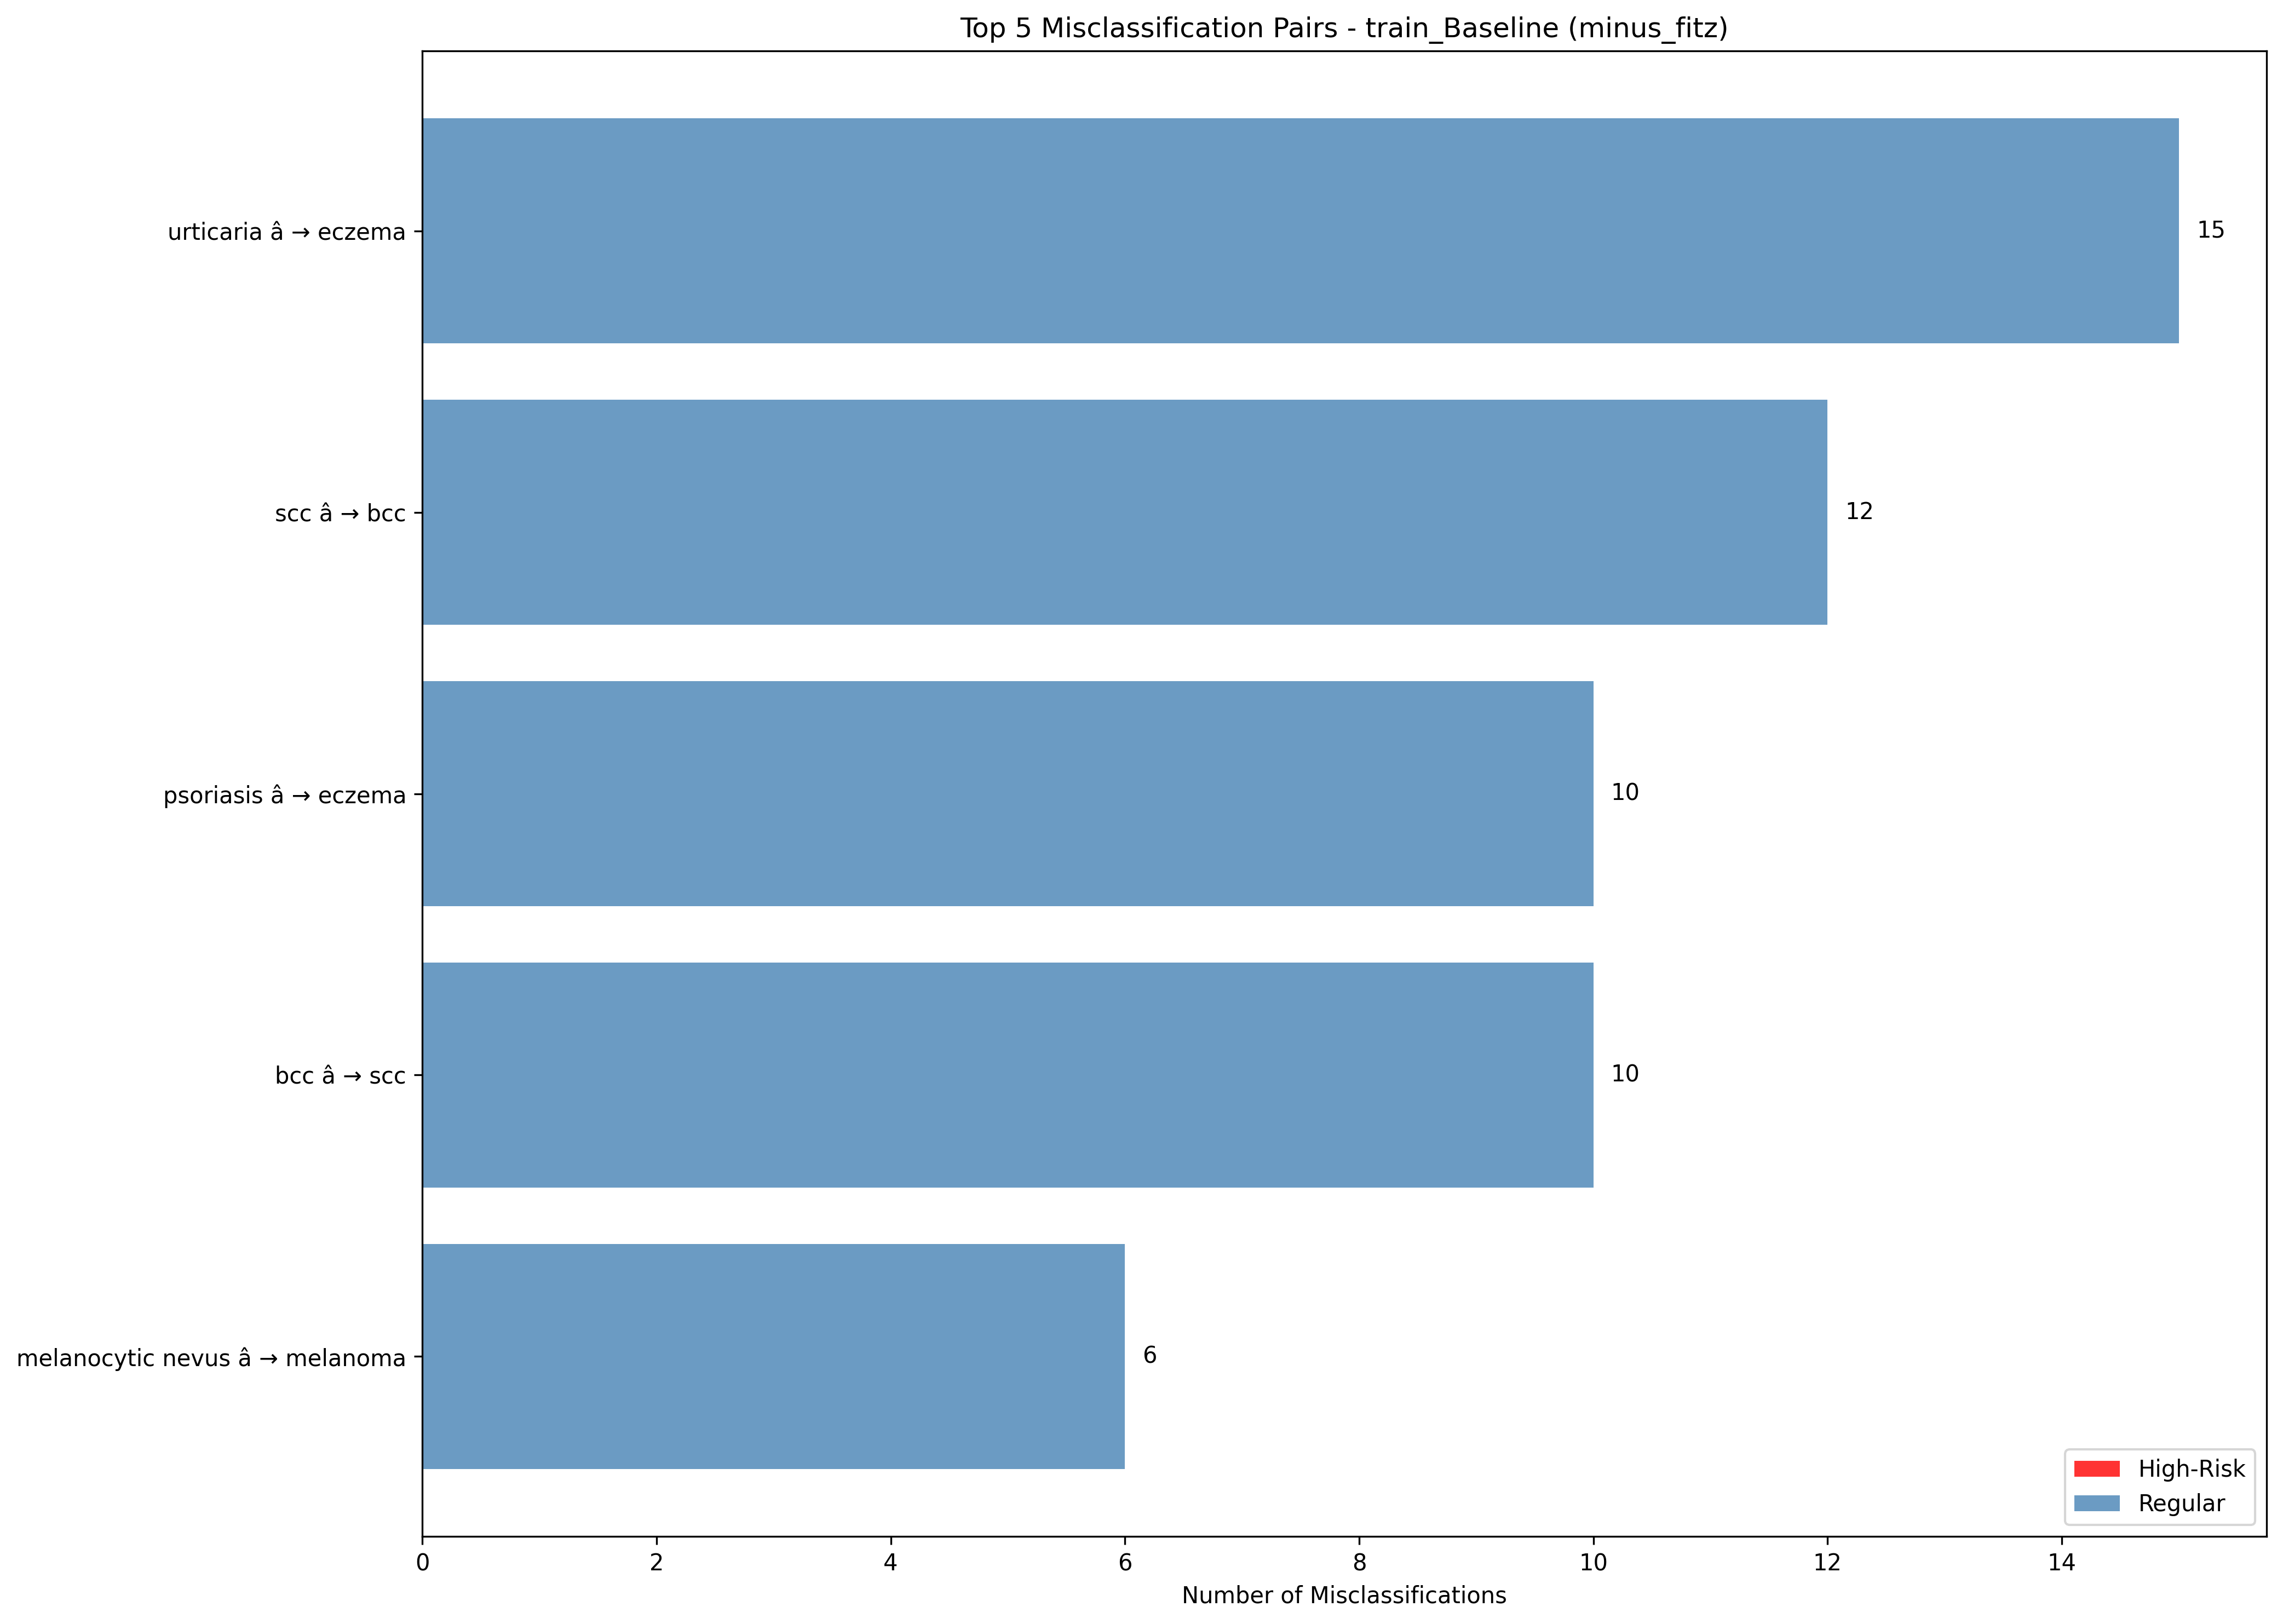 Top 5 Misclassification Pairs - train_Baseline (minus_fitz)
urticaria â → eczema
15
scc â → bcc
12
psoriasis â → eczema
10
bcc â → scc
10
melanocytic nevus â → melanoma
6
High-Risk
Regular
0 2 4 6 8 10 12 14
Number of Misclassifications